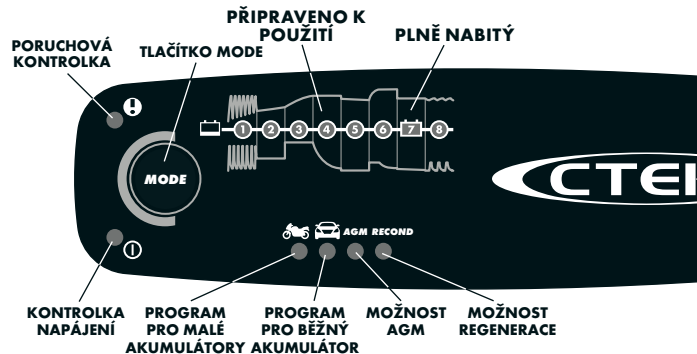 PŘIPRAVENO K
POUŽITÍ
PLNĚ NABITÝ
PORUCHOVÁ
KONTROLKA
TLAČÍTKO MODE
1 2 3 4 5 6 7 8
MODE
CTEK
AGM RECOND
KONTROLKA
NAPÁJENÍ
PROGRAM
PRO MALÉ
AKUMULÁTORY
PROGRAM
PRO BĚŽNÝ
AKUMULÁTOR
MOŽNOST
AGM
MOŽNOST
REGENERACE